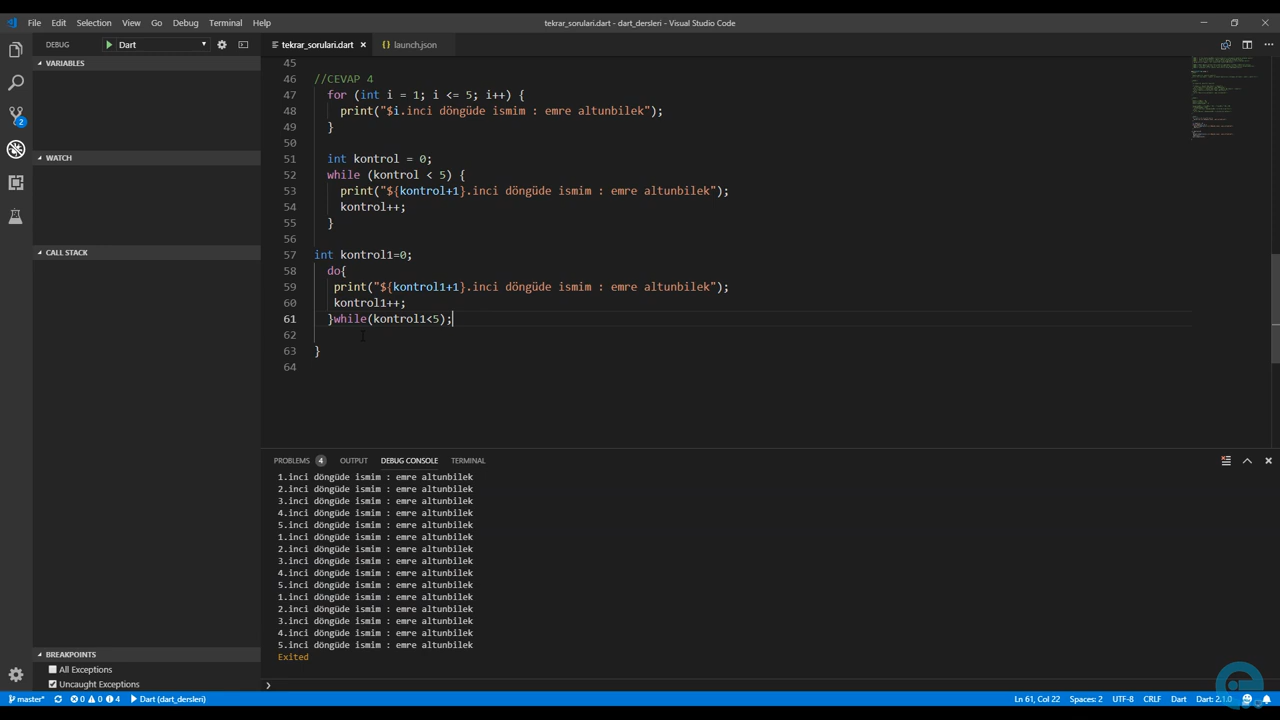 File Edit Selection View Go Debug Terminal Help
tekrar_sorulari.dart - dart_dersleri - Visual Studio Code
DEBUG Dart
tekrar_sorulari.dart × {} launch.json
VARIABLES
WATCH
CALL STACK
BREAKPOINTS
All Exceptions
Uncaught Exceptions
2
45
46 //CEVAP 4
47 for (int i = 1; i <= 5; i++) {
48 print("$i.inci döngüde ismim : emre altunbilek");
49 }
50
51 int kontrol = 0;
52 while (kontrol < 5) {
53 print("${kontrol+1}.inci döngüde ismim : emre altunbilek");
54 kontrol++;
55 }
56
57 int kontrol1=0;
58 do{
59 print("${kontrol1+1}.inci döngüde ismim : emre altunbilek");
60 kontrol1++;
61 }while(kontrol1<5);
62
63 }
64
PROBLEMS 4 OUTPUT DEBUG CONSOLE TERMINAL
1.inci döngüde ismim : emre altunbilek
2.inci döngüde ismim : emre altunbilek
3.inci döngüde ismim : emre altunbilek
4.inci döngüde ismim : emre altunbilek
5.inci döngüde ismim : emre altunbilek
1.inci döngüde ismim : emre altunbilek
2.inci döngüde ismim : emre altunbilek
3.inci döngüde ismim : emre altunbilek
4.inci döngüde ismim : emre altunbilek
5.inci döngüde ismim : emre altunbilek
1.inci döngüde ismim : emre altunbilek
2.inci döngüde ismim : emre altunbilek
3.inci döngüde ismim : emre altunbilek
4.inci döngüde ismim : emre altunbilek
5.inci döngüde ismim : emre altunbilek
Exited
master* 0 0 4 Dart (dart_dersleri) Ln 61, Col 22 Spaces: 2 UTF-8 CRLF Dart Dart: 2.1.0